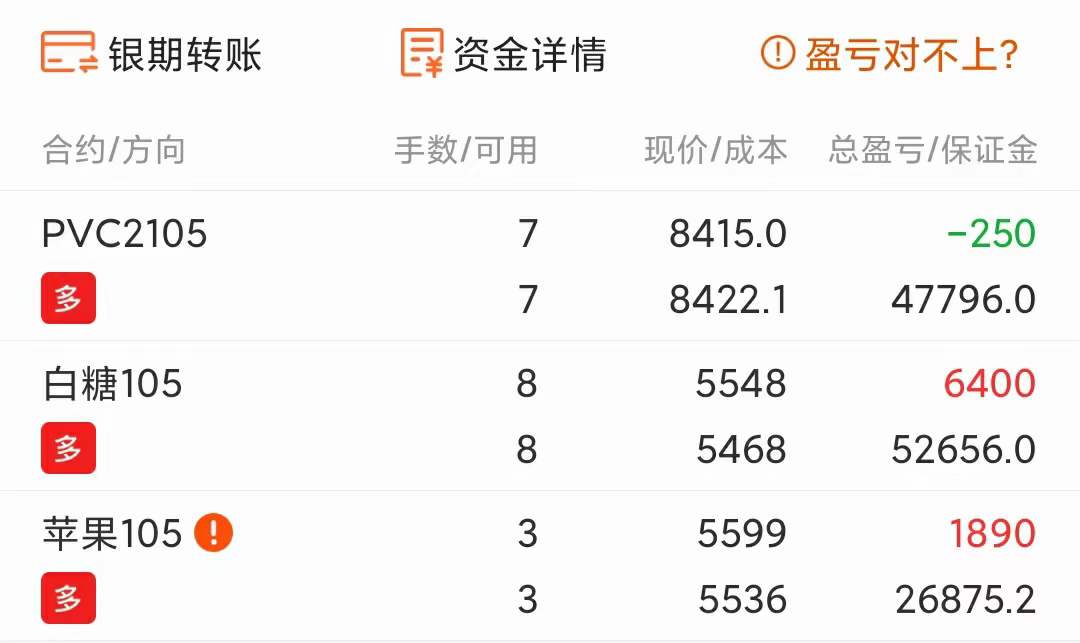 银期转账 资金详情 盈亏对不上?
合约/方向 手数/可用 现价/成本 总盈亏/保证金
PVC2105 7 8415.0 -250
多 7 8422.1 47796.0
白糖105 8 5548 6400
多 8 5468 52656.0
苹果105 3 5599 1890
多 3 5536 26875.2